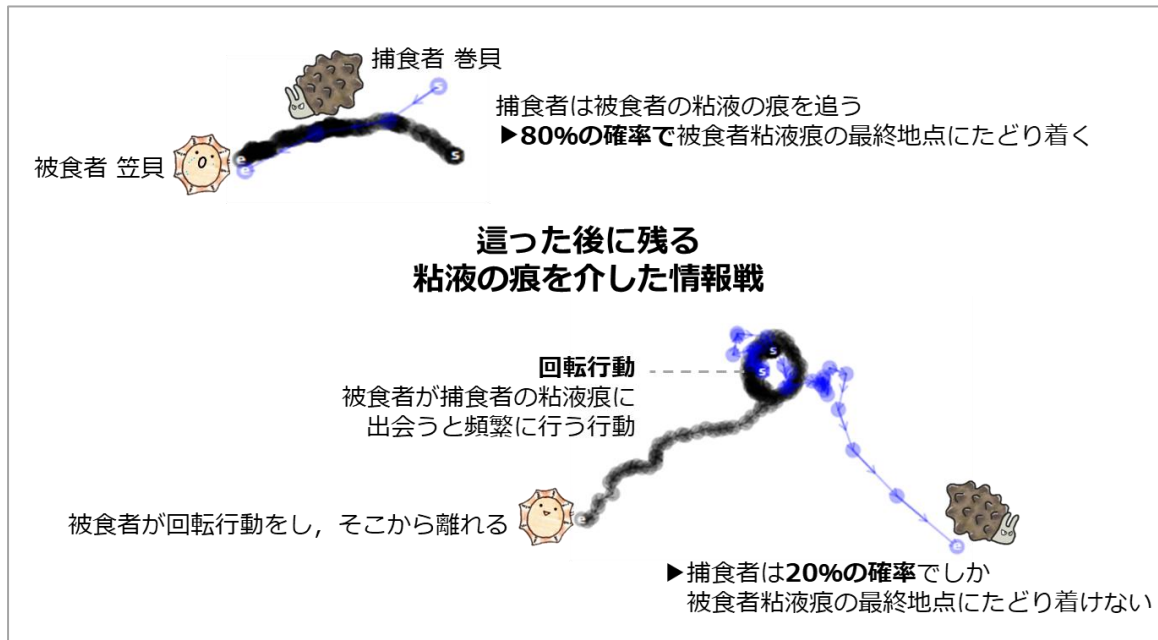 捕食者 巻貝
捕食者は被食者の粘液の痕を追う
▶80%の確率で被食者粘液痕の最終地点にたどり着く
被食者 笠貝
e
e
s
s
這った後に残る
粘液の痕を介した情報戦
回転行動
被食者が捕食者の粘液痕に
出会うと頻繁に行う行動
s
s
被食者が回転行動をし，そこから離れる
e
e
▶捕食者は20%の確率でしか
被食者粘液痕の最終地点にたどり着けない